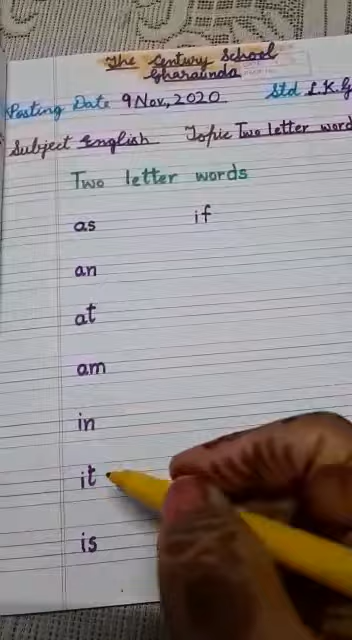 The Century School
Gharaunda
Posting Date 9 Nov, 2020 Std L.K.G
Subject English Topic Two letter word
Two letter words
as if
an
at
am
in
it
is